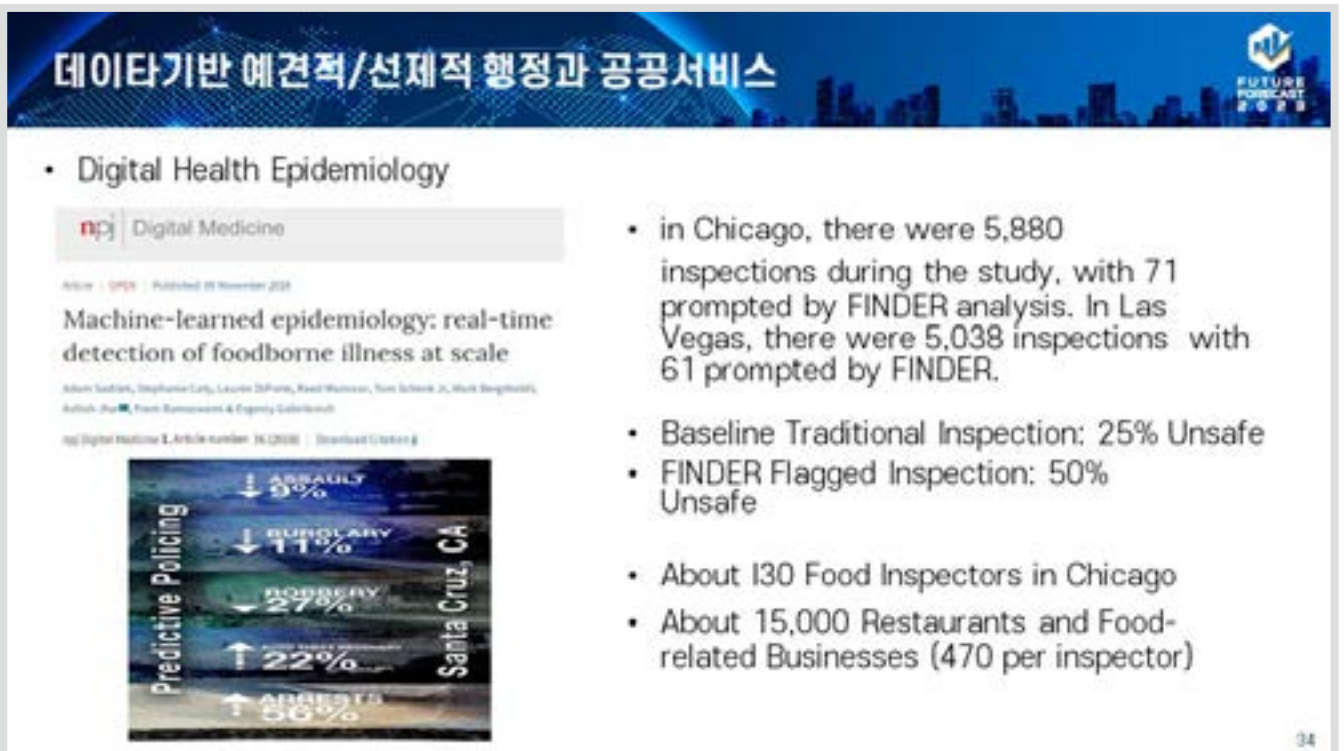 데이타기반 예견적/선제적 행정과 공공서비스
FUTURE
FORECAST
2023
• Digital Health Epidemiology
npj Digital Medicine
Article OPEN Published
Machine-learned epidemiology: real-time
detection of foodborne illness at scale
Predictive Policing
ASSAULT
9%
BURGLARY
11%
ROBBERY
27%
22%
ARRESTS
56%
Santa Cruz, CA
• in Chicago, there were 5,880
inspections during the study, with 71
prompted by FINDER analysis. In Las
Vegas, there were 5,038 inspections with
61 prompted by FINDER.
• Baseline Traditional Inspection: 25% Unsafe
• FINDER Flagged Inspection: 50%
Unsafe
• About I30 Food Inspectors in Chicago
• About 15,000 Restaurants and Food-
related Businesses (470 per inspector)
34